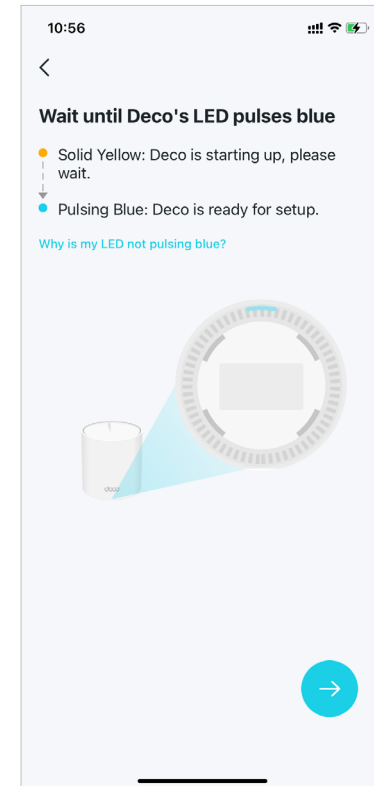 10:56
Wait until Deco's LED pulses blue
Solid Yellow: Deco is starting up, please
wait.
Pulsing Blue: Deco is ready for setup.
Why is my LED not pulsing blue?
deco